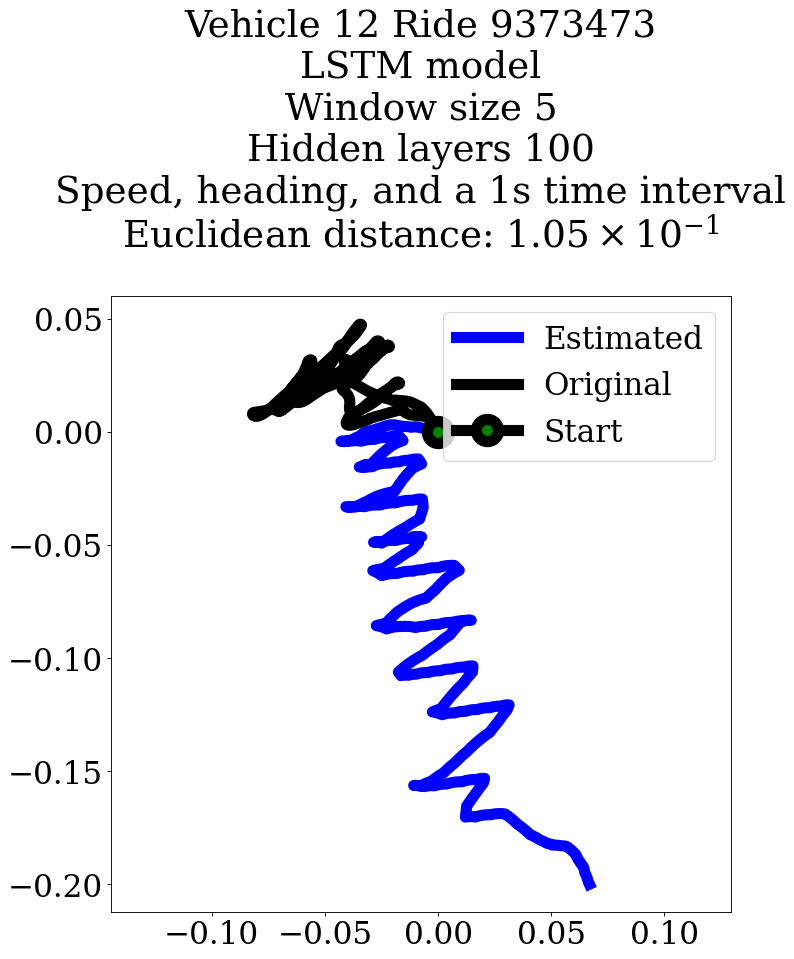 Vehicle 12 Ride 9373473
LSTM model
Window size 5
Hidden layers 100
Speed, heading, and a 1s time interval
Euclidean distance: 1.05 × 10⁻¹
Estimated
Original
Start
0.05
0.00
−0.05
−0.10
−0.15
−0.20
−0.10 −0.05 0.00 0.05 0.10